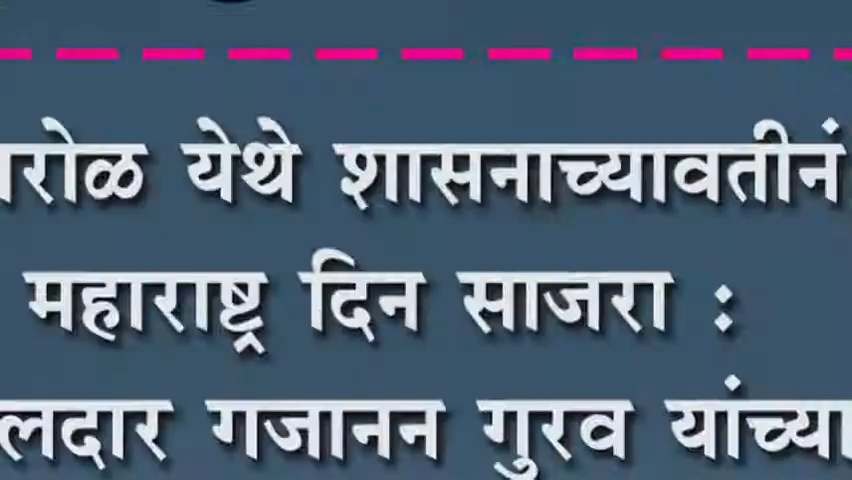 येथे शासनाच्यावतीनं
महाराष्ट्र दिन साजरा :
गजानन गुरव यांच्या